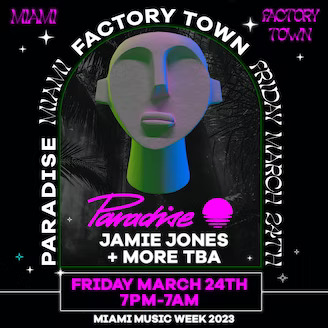 MIAMI
FACTORY TOWN
PARADISE MIAMI FACTORY TOWN FRIDAY MARCH 24TH
Paradise
JAMIE JONES
+ MORE TBA
FRIDAY MARCH 24TH
7PM-7AM
MIAMI MUSIC WEEK 2023